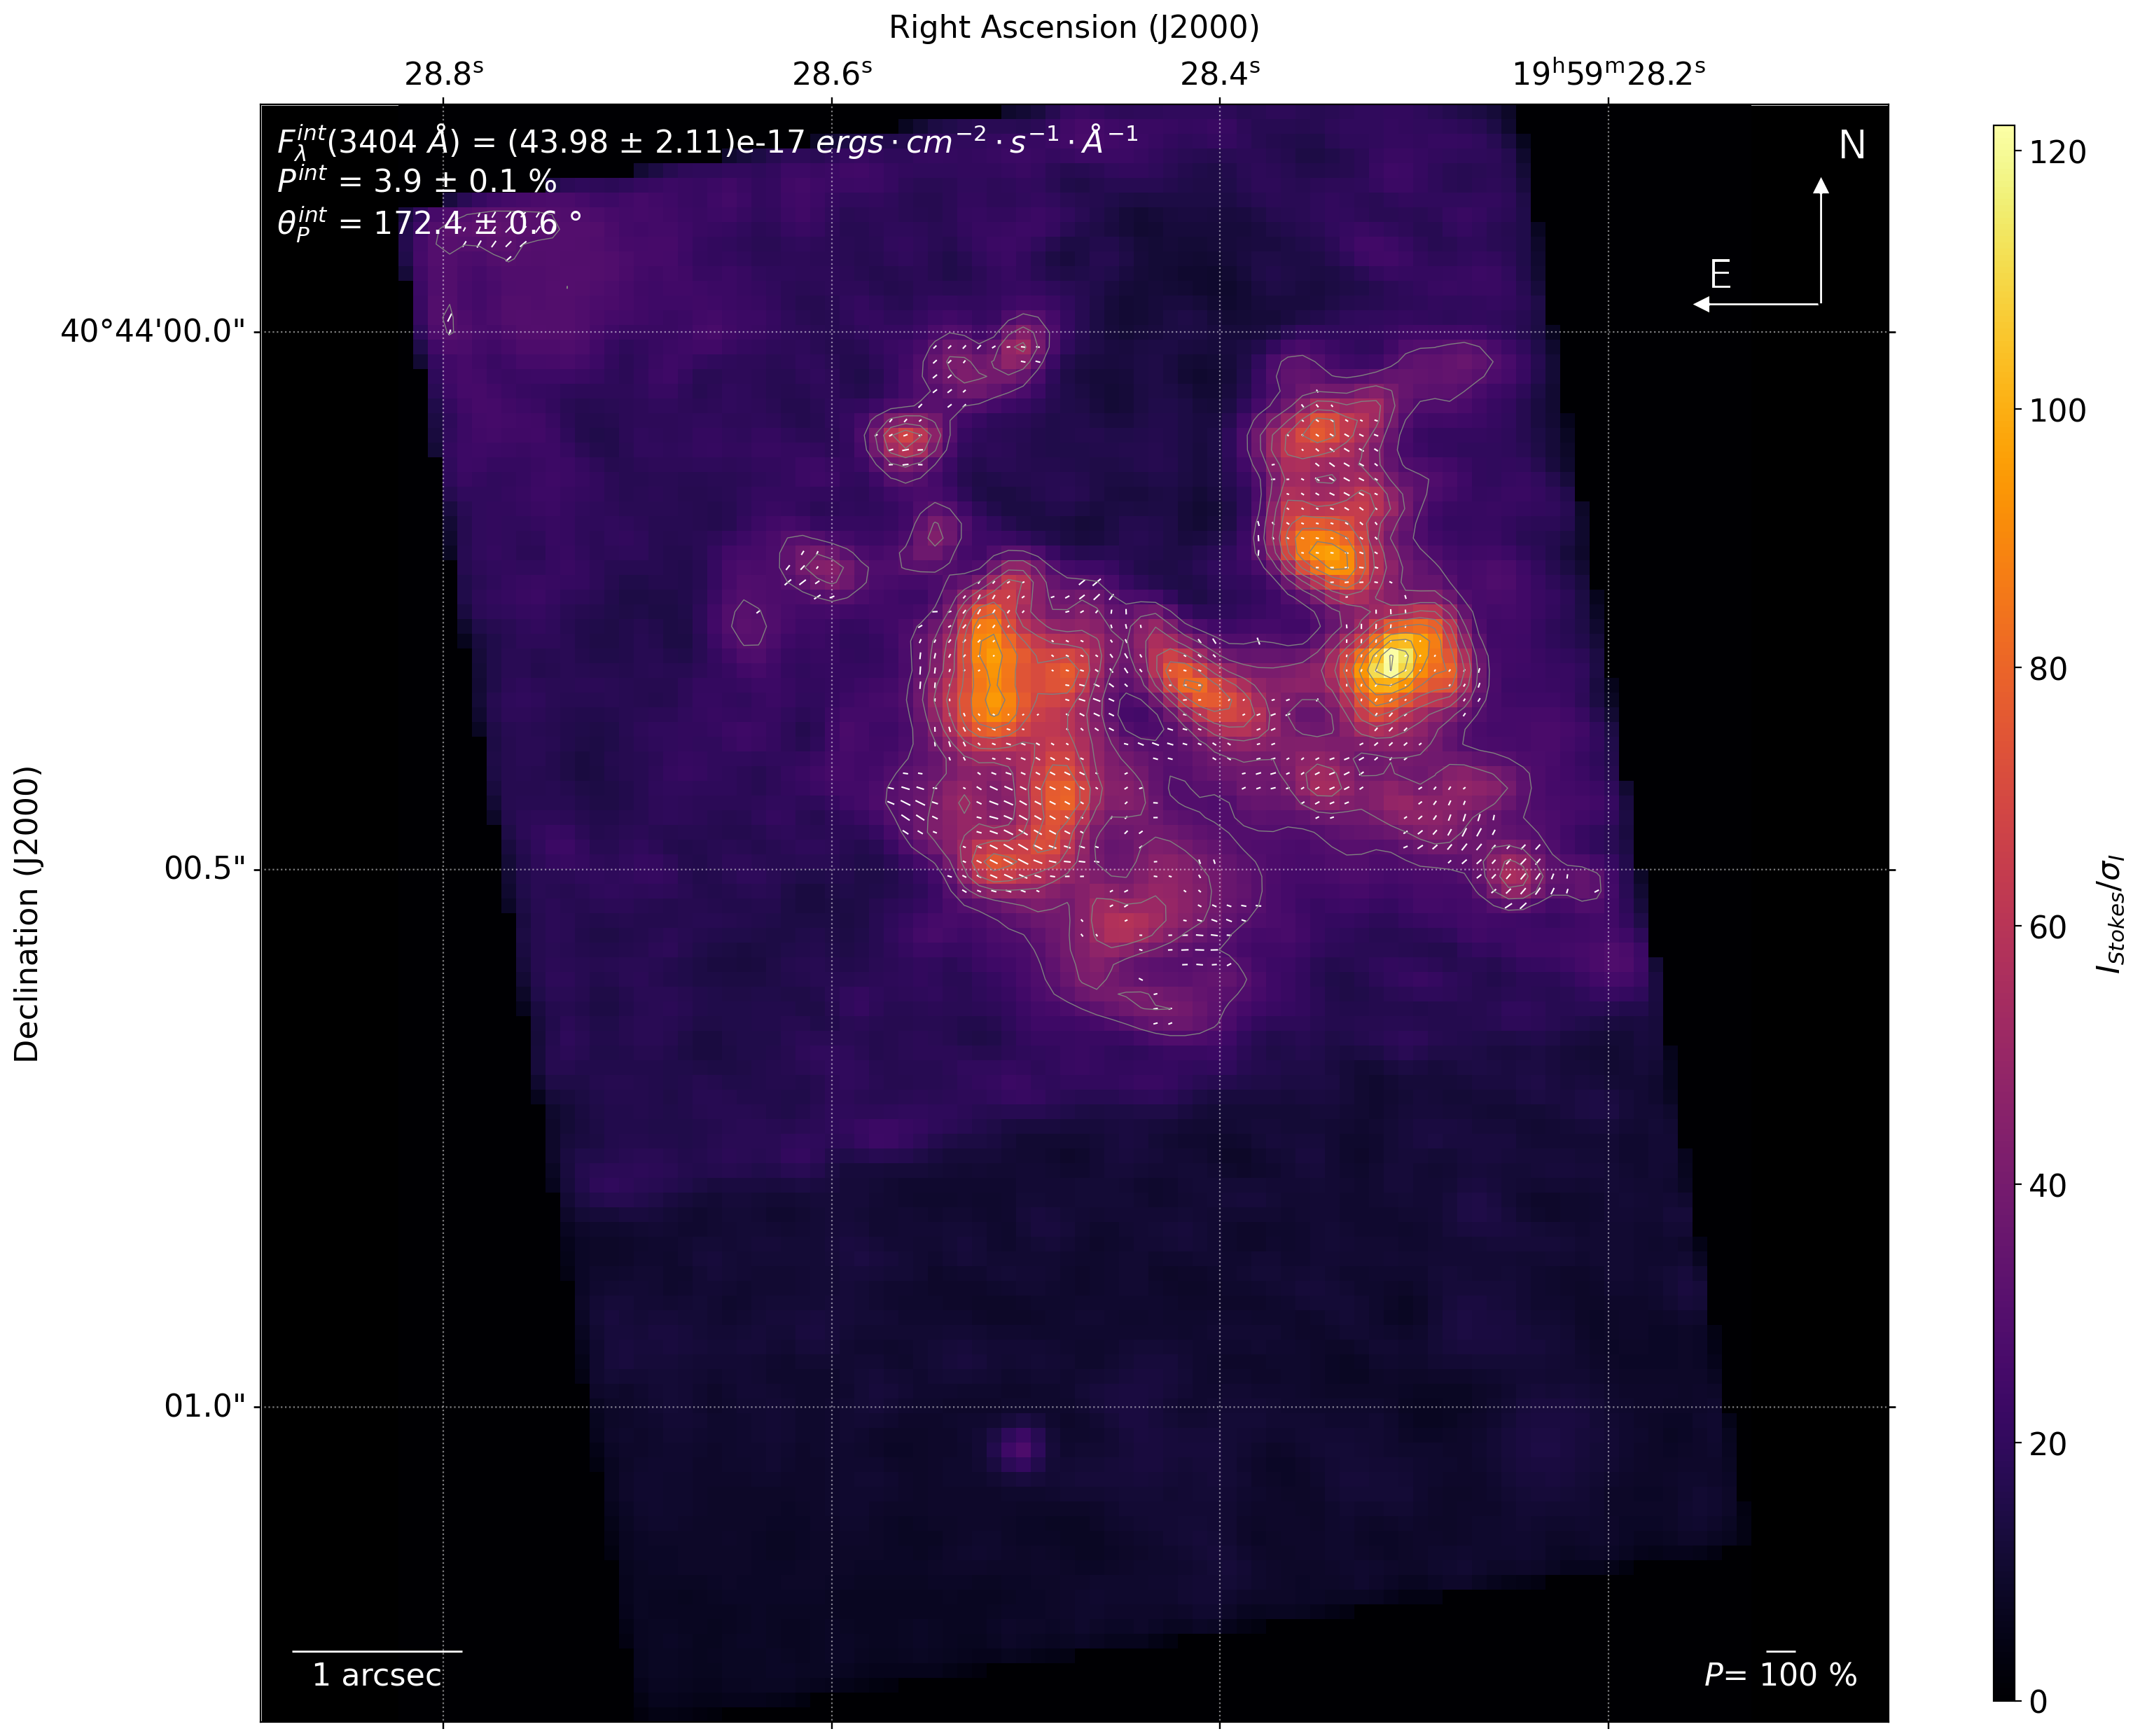 Right Ascension (J2000)
28.8ˢ 28.6ˢ 28.4ˢ 19ʰ59ᵐ28.2ˢ
F_λ^int(3404 Å) = (43.98 ± 2.11)e-17 ergs · cm⁻² · s⁻¹ · Å⁻¹
P^int = 3.9 ± 0.1 %
θ_P^int = 172.4 ± 0.6 °
N
E
Declination (J2000)
40°44'00.0"
00.5"
01.0"
1 arcsec
P= 100 %
120
100
80
60
40
20
0
I_Stokes/σ_I